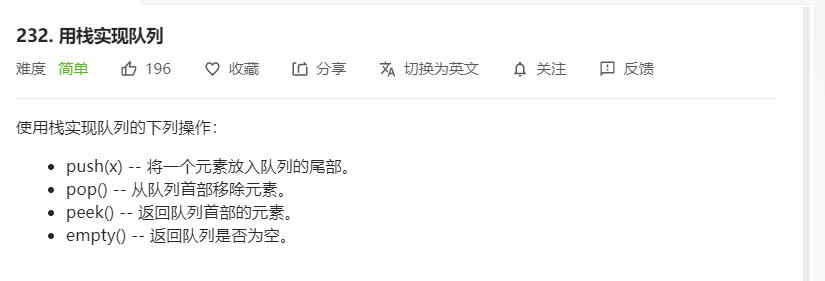 232. 用栈实现队列
难度 简单 196 收藏 分享 切换为英文 关注 反馈
使用栈实现队列的下列操作：
• push(x) -- 将一个元素放入队列的尾部。
• pop() -- 从队列首部移除元素。
• peek() -- 返回队列首部的元素。
• empty() -- 返回队列是否为空。